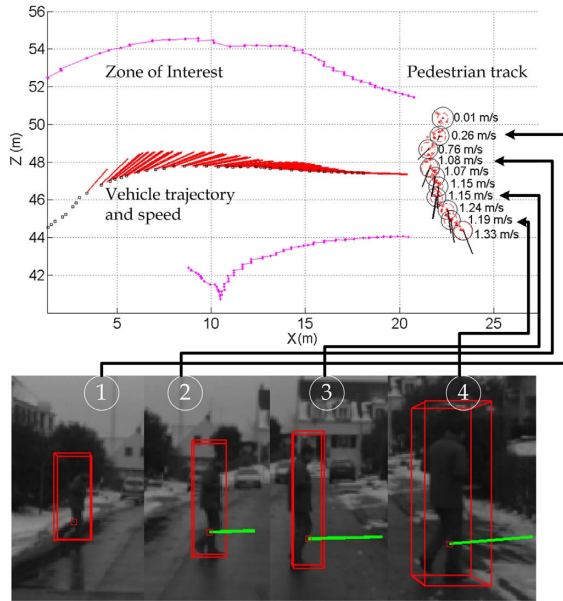 56
54
52
50
48
46
44
42
Z (m)
Zone of Interest
Pedestrian track
Vehicle trajectory
and speed
0.01 m/s
0.26 m/s
0.76 m/s
1.08 m/s
1.07 m/s
1.15 m/s
1.15 m/s
1.24 m/s
1.19 m/s
1.33 m/s
5
10
15
20
25
X(m)
1
2
3
4